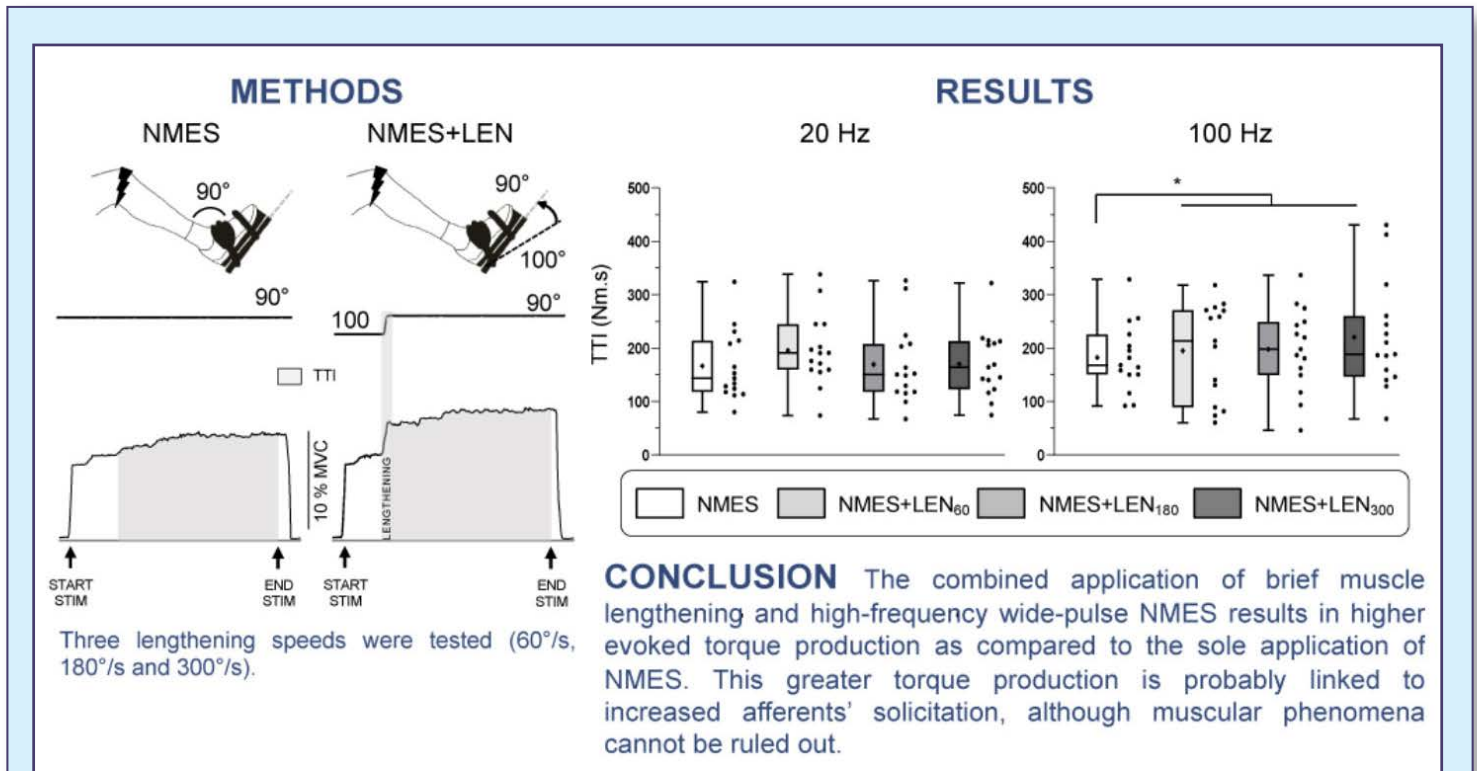 METHODS
NMES
NMES+LEN
90°
90°
100°
90°
100
90°
TTI
10 % MVC
LENGTHENING
START
STIM
END
STIM
START
STIM
END
STIM
Three lengthening speeds were tested (60°/s,
180°/s and 300°/s).
RESULTS
20 Hz
100 Hz
TTI (Nm.s)
500
400
300
200
100
0
500
400
300
200
100
0
*
NMES
NMES+LEN60
NMES+LEN180
NMES+LEN300
CONCLUSION The combined application of brief muscle
lengthening and high-frequency wide-pulse NMES results in higher
evoked torque production as compared to the sole application of
NMES. This greater torque production is probably linked to
increased afferents' solicitation, although muscular phenomena
cannot be ruled out.